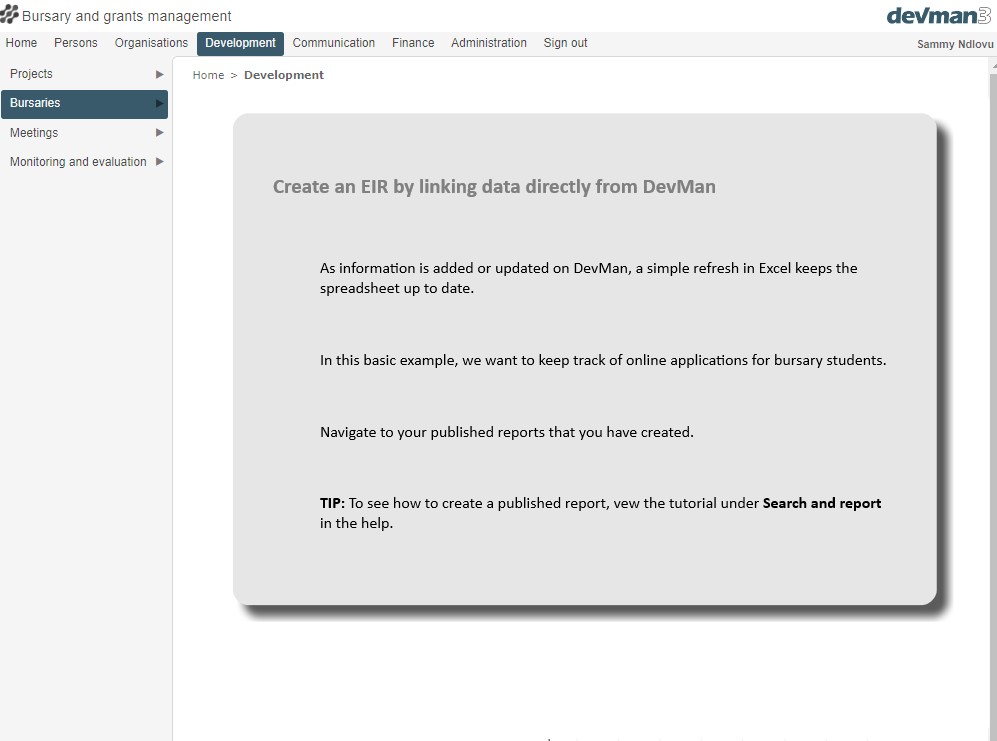 Bursary and grants management
devman3
Home Persons Organisations Development Communication Finance Administration Sign out
Sammy Ndlovu
Projects
Bursaries
Meetings
Monitoring and evaluation
Home > Development
Create an EIR by linking data directly from DevMan
As information is added or updated on DevMan, a simple refresh in Excel keeps the
spreadsheet up to date.
In this basic example, we want to keep track of online applications for bursary students.
Navigate to your published reports that you have created.
TIP: To see how to create a published report, vew the tutorial under Search and report
in the help.